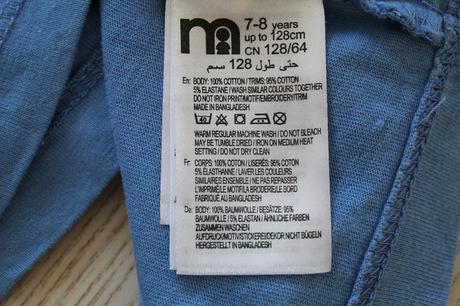 m
7-8 years
up to 128cm
CN 128/64
حتى طول 128 سم
En: BODY: 100% COTTON / TRIMS: 95% COTTON
5% ELASTANE / WASH SIMILAR COLOURS TOGETHER
DO NOT IRON PRINT/MOTIF/EMBROIDERY/TRIM
MADE IN BANGLADESH
WARM REGULAR MACHINE WASH / DO NOT BLEACH
MAY BE TUMBLE DRIED / IRON ON MEDIUM HEAT
SETTING / DO NOT DRY CLEAN
Fr: CORPS: 100% COTON / LISERÉS: 95% COTON
5% ÉLASTHANNE / LAVER LES COULEURS
SIMILAIRES ENSEMBLE / NE PAS REPASSER
L'IMPRIMÉ/LE MOTIF/LA BRODERIE/LE BORD
FABRIQUÉ EN BANGLADESH
De: BODY: 100% BAUMWOLLE / BESÄTZE: 95%
BAUMWOLLE / 5% ELASTAN / ÄHNLICHE FARBEN
ZUSAMMEN WASCHEN
AUFDRUCK/MOTIV/STICKEREI/DEKOR NICHT BÜGELN
HERGESTELLT IN BANGLADESH